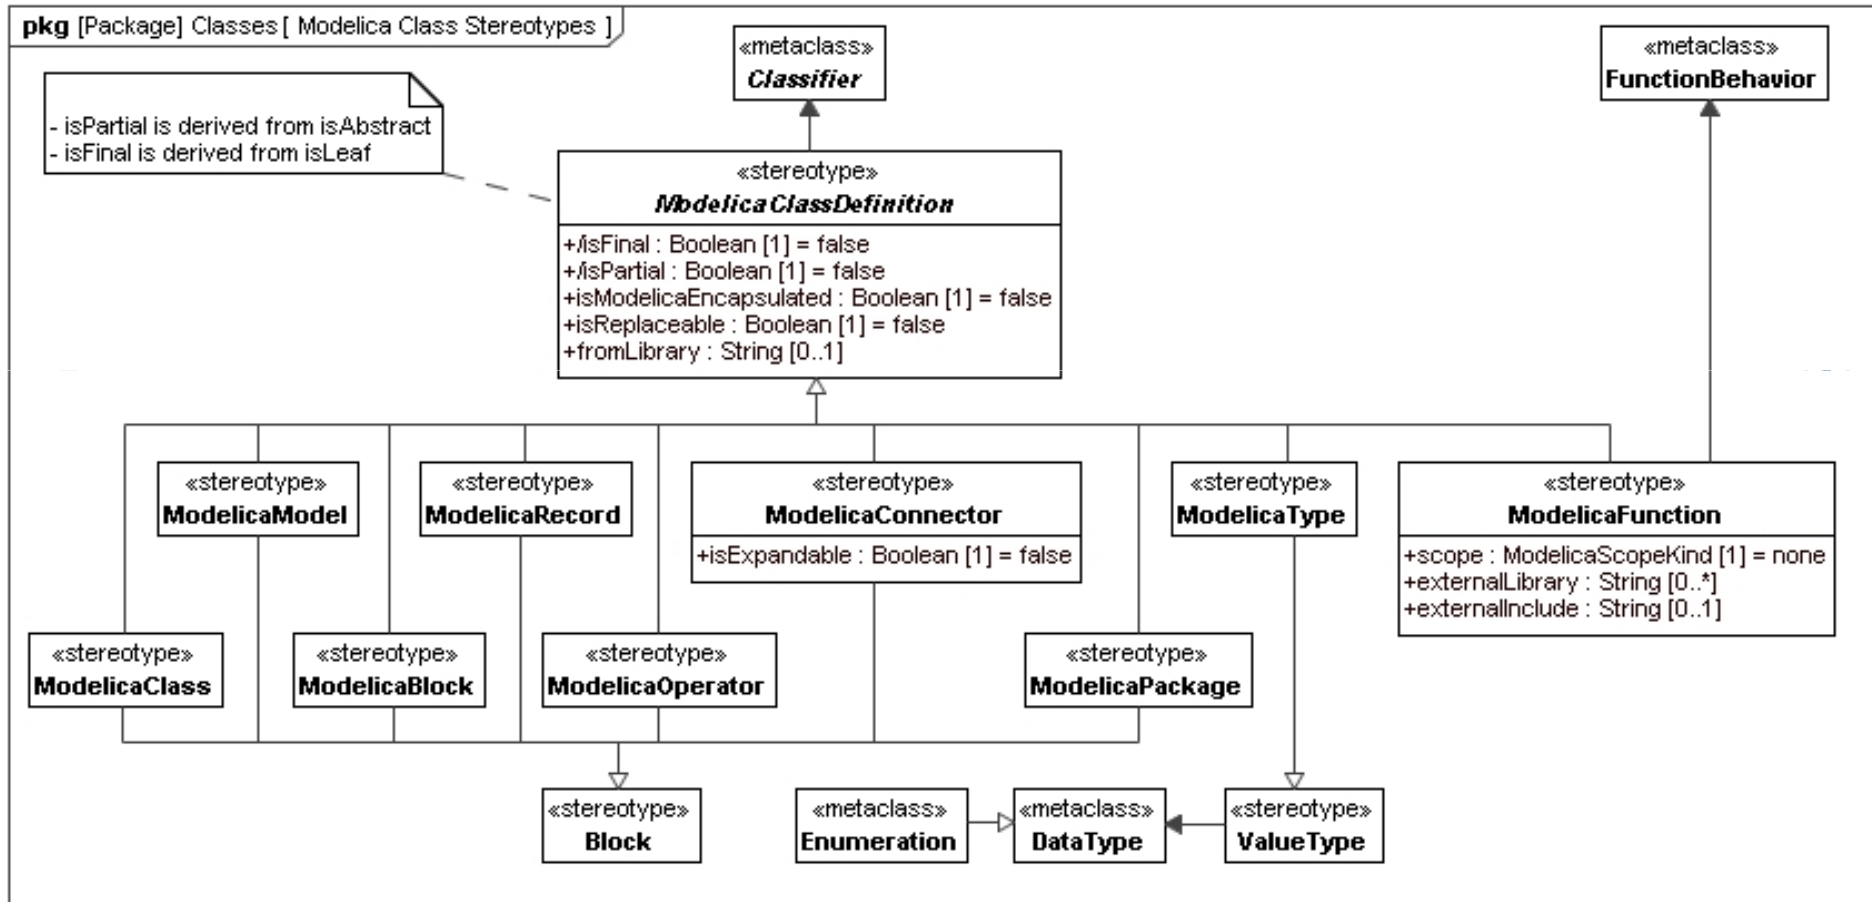 pkg [Package] Classes [ Modelica Class Stereotypes ]
«metaclass»
Classifier
«metaclass»
FunctionBehavior
- isPartial is derived from isAbstract
- isFinal is derived from isLeaf
«stereotype»
ModelicaClassDefinition
+/isFinal : Boolean [1] = false
+/isPartial : Boolean [1] = false
+isModelicaEncapsulated : Boolean [1] = false
+isReplaceable : Boolean [1] = false
+fromLibrary : String [0..1]
«stereotype»
ModelicaModel
«stereotype»
ModelicaRecord
«stereotype»
ModelicaConnector
+isExpandable : Boolean [1] = false
«stereotype»
ModelicaType
«stereotype»
ModelicaFunction
+scope : ModelicaScopeKind [1] = none
+externalLibrary : String [0..*]
+externalInclude : String [0..1]
«stereotype»
ModelicaClass
«stereotype»
ModelicaBlock
«stereotype»
ModelicaOperator
«stereotype»
ModelicaPackage
«stereotype»
Block
«metaclass»
Enumeration
«metaclass»
DataType
«stereotype»
ValueType